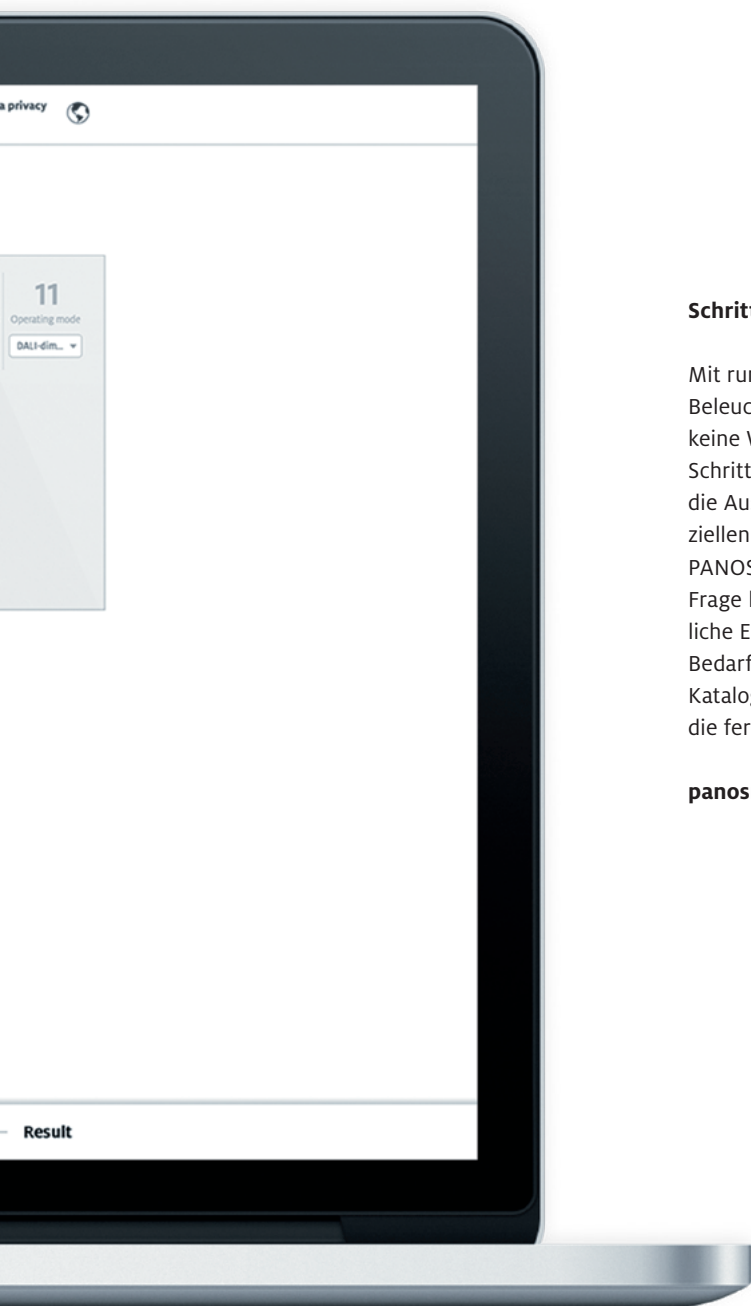 a privacy
11
Operating mode
DALI-dim...
Result
Schrit
Mit ru
Beleuc
keine
Schritt
die Au
ziellen
PANOS
Frage
liche E
Bedarf
Katalo
die fer
panos